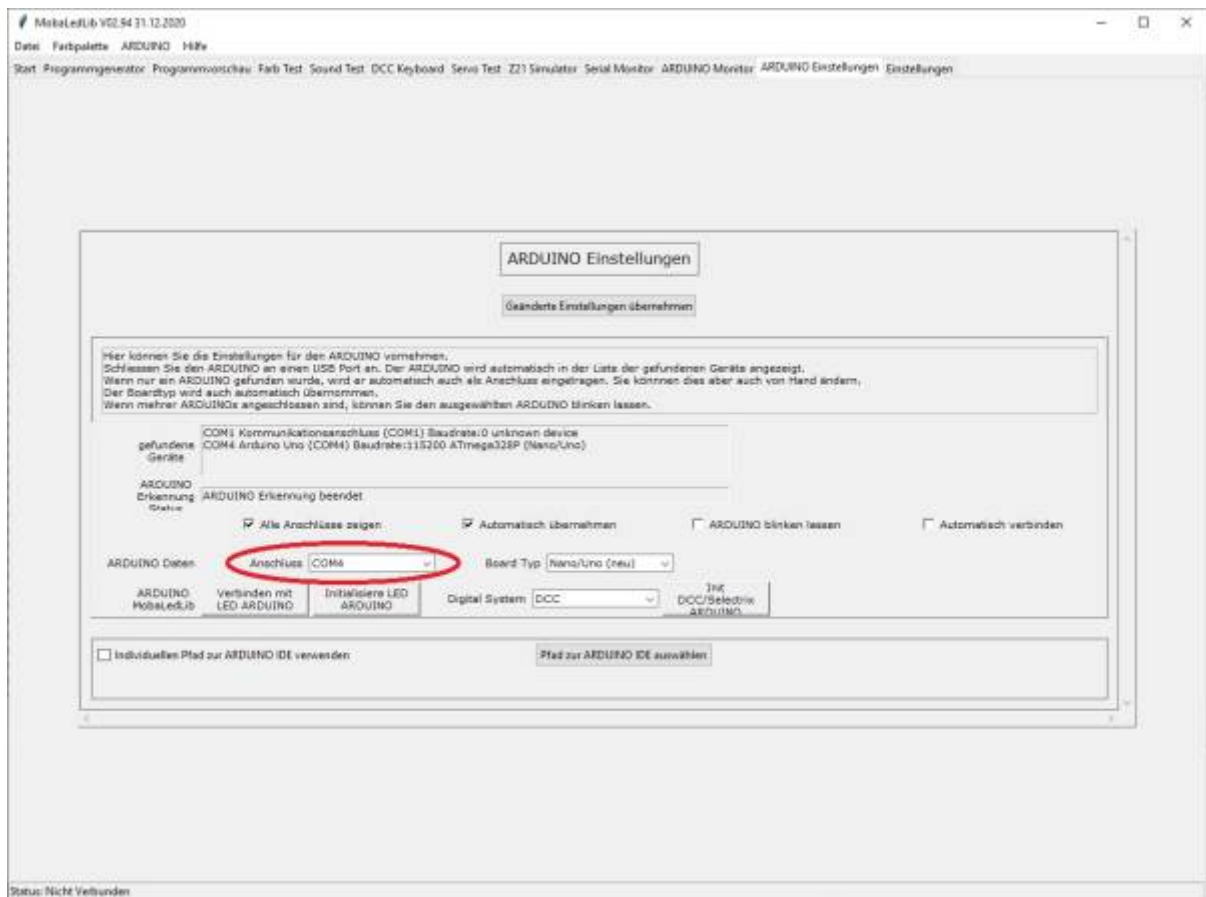 MobaLedLib V02.94 31.12.2020
Datei Farbpalette ARDUINO Hilfe
Start Programmgenerator Programmvorschau Farb Test Sound Test DCC Keyboard Servo Test Z21 Simulator Serial Monitor ARDUINO Monitor ARDUINO Einstellungen Einstellungen
ARDUINO Einstellungen
Geänderte Einstellungen übernehmen
Hier können Sie die Einstellungen für den ARDUINO vornehmen.
Schliessen Sie den ARDUINO an einen USB Port an. Der ARDUINO wird automatisch in der Liste der gefundenen Geräte angezeigt.
Wenn nur ein ARDUINO gefunden wurde, wird er automatisch auch als Anschluss eingetragen. Sie könnnen dies aber auch von Hand ändern.
Der Boardtyp wird auch automatisch übernommen.
Wenn mehrer ARDUINOs angeschlossen sind, können Sie den ausgewählten ARDUINO blinken lassen.
gefundene Geräte
COM1 Kommunikationsanschluss (COM1) Baudrate:0 unknown device
COM4 Arduino Uno (COM4) Baudrate:115200 ATmega328P (Nano/Uno)
ARDUINO
Erkennung
Status
ARDUINO Erkennung beendet
Alle Anschlüsse zeigen Automatisch übernehmen ARDUINO blinken lassen Automatisch verbinden
ARDUINO Daten Anschluss COM4 Board Typ Nano/Uno (neu)
ARDUINO MobaLedLib
Verbinden mit LED ARDUINO
Initialisiere LED ARDUINO
Digital System DCC
Init DCC/Selectrix ARDUINO
Individuellen Pfad zur ARDUINO IDE verwenden Pfad zur ARDUINO IDE auswählen
Status: Nicht Verbunden